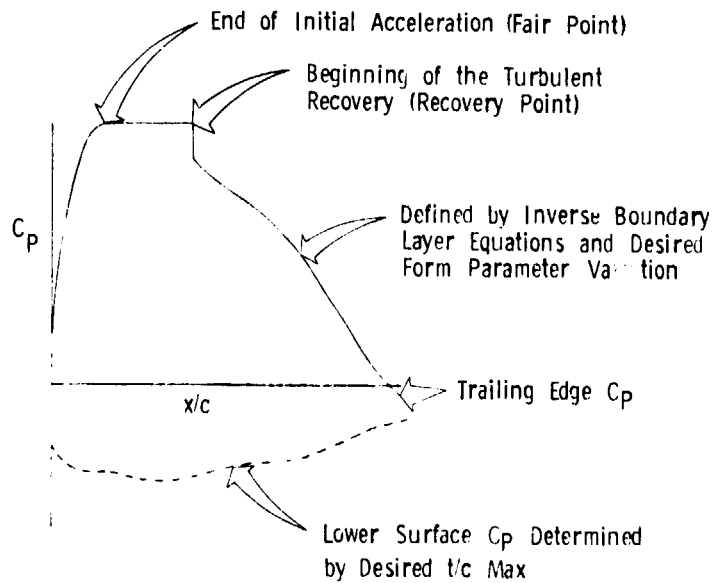 End of Initial Acceleration (Fair Point)
Beginning of the Turbulent
Recovery (Recovery Point)
Cp
Defined by Inverse Boundary
Layer Equations and Desired
Form Parameter
x/c
Trailing Edge Cp
Lower Surface Cp Determined
by Desired t/c Max